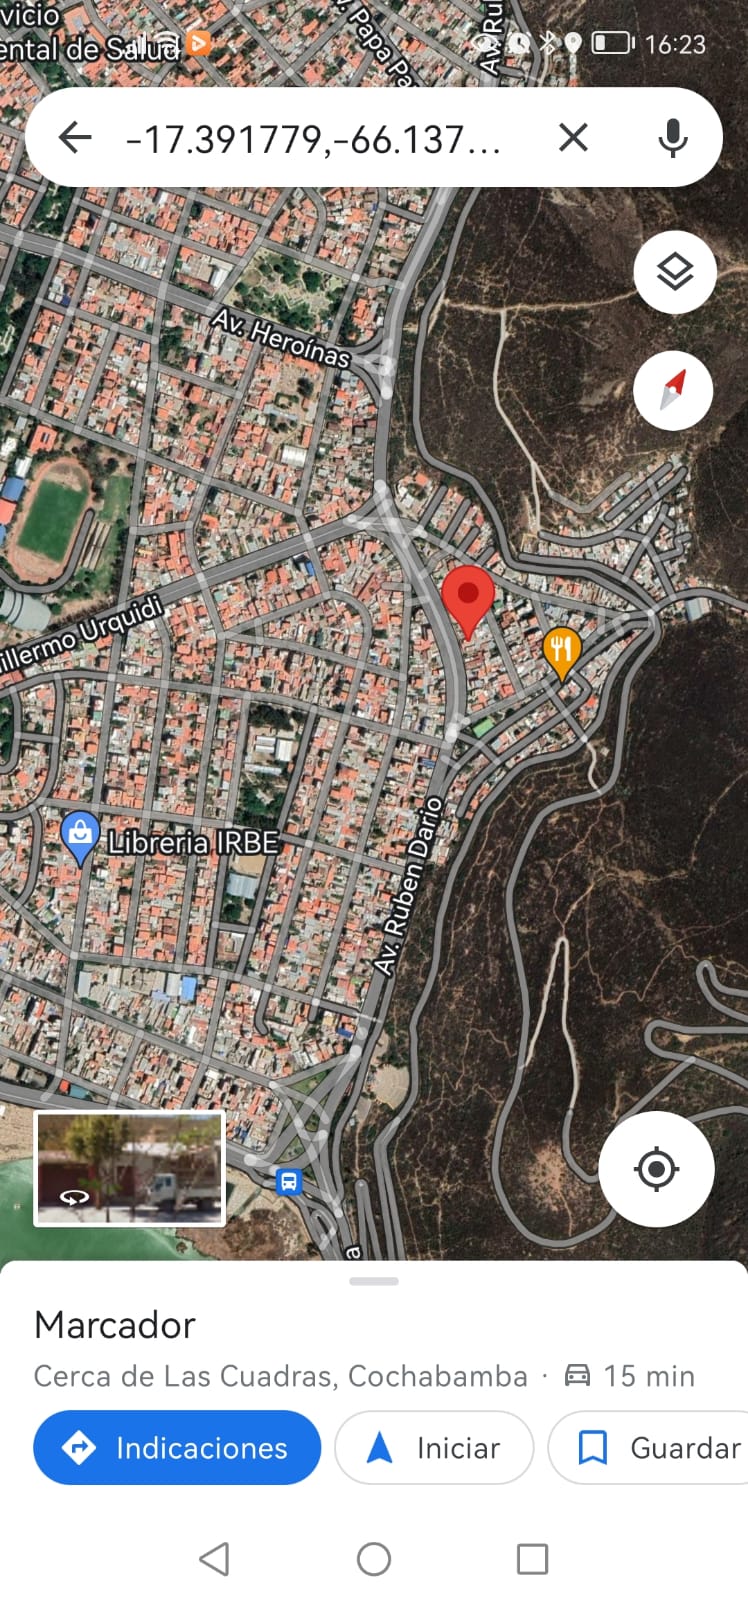 vicio
ental de Salud
Papa Pa
Av. Ru
16:23
-17.391779,-66.137...
Av. Heroínas
illermo Urquidi
Libreria IRBE
Av. Ruben Dario
a
Marcador
Cerca de Las Cuadras, Cochabamba · 15 min
Indicaciones
Iniciar
Guardar